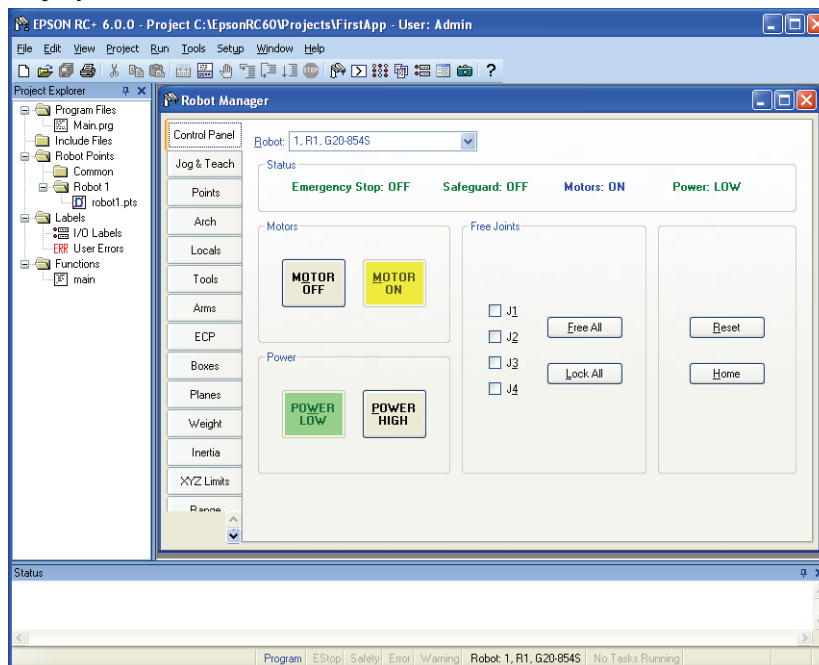 EPSON RC+ 6.0.0 - Project C:\EpsonRC60\Projects\FirstApp - User: Admin
File Edit View Project Run Tools Setup Window Help
Project Explorer
Program Files
Main.prg
Include Files
Robot Points
Common
Robot 1
robot1.pts
Labels
I/O Labels
ERR User Errors
Functions
main
Robot Manager
Control Panel
Jog & Teach
Points
Arch
Locals
Tools
Arms
ECP
Boxes
Planes
Weight
Inertia
XYZ Limits
Range
Robot: 1, R1, G20-854S
Status
Emergency Stop: OFF Safeguard: OFF Motors: ON Power: LOW
Motors
MOTOR OFF
MOTOR ON
Power
POWER LOW
POWER HIGH
Free Joints
J1
J2
J3
J4
Free All
Lock All
Reset
Home
Status
Program EStop Safety Error Warning Robot: 1, R1, G20-854S No Tasks Running